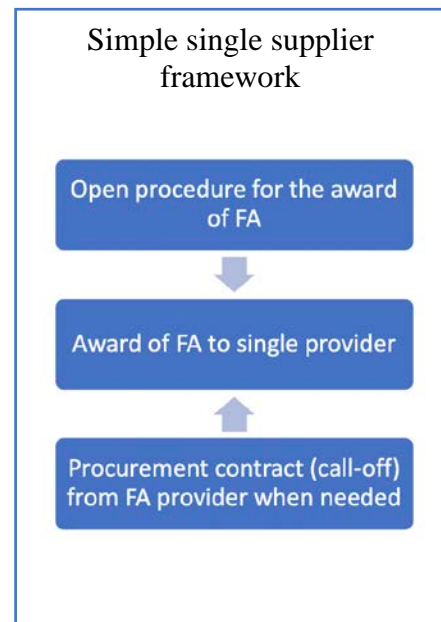 Simple single supplier
framework
Open procedure for the award
of FA
Award of FA to single provider
Procurement contract (call-off)
from FA provider when needed